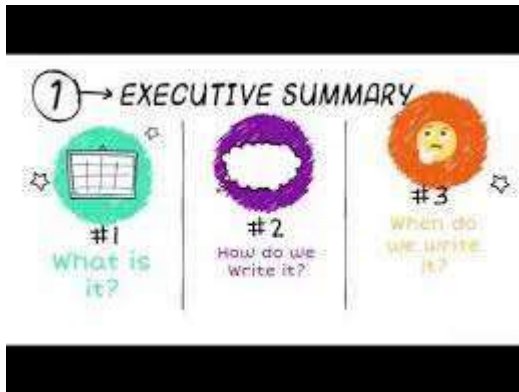 1 → EXECUTIVE SUMMARY
#1
What is
it?
#2
How do we
Write it?
#3
When do
we write
it?